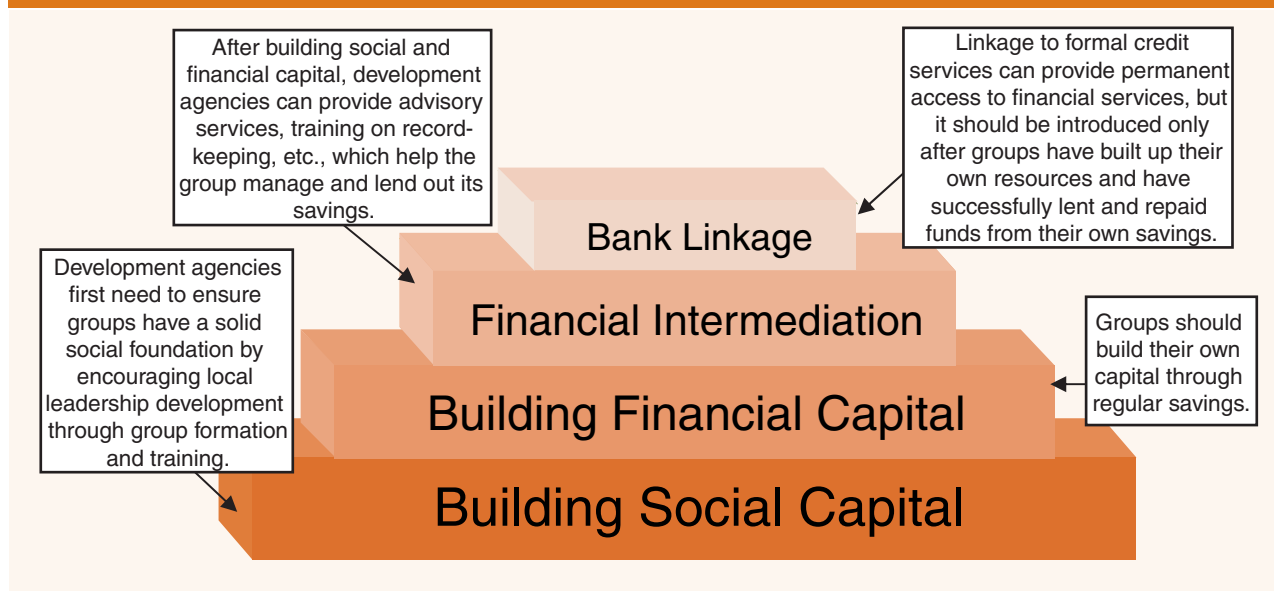 After building social and
financial capital, development
agencies can provide advisory
services, training on record-
keeping, etc., which help the
group manage and lend out its
savings.
Linkage to formal credit
services can provide permanent
access to financial services, but
it should be introduced only
after groups have built up their
own resources and have
successfully lent and repaid
funds from their own savings.
Bank Linkage
Development agencies
first need to ensure
groups have a solid
social foundation by
encouraging local
leadership development
through group formation
and training.
Financial Intermediation
Groups should
build their own
capital through
regular savings.
Building Financial Capital
Building Social Capital